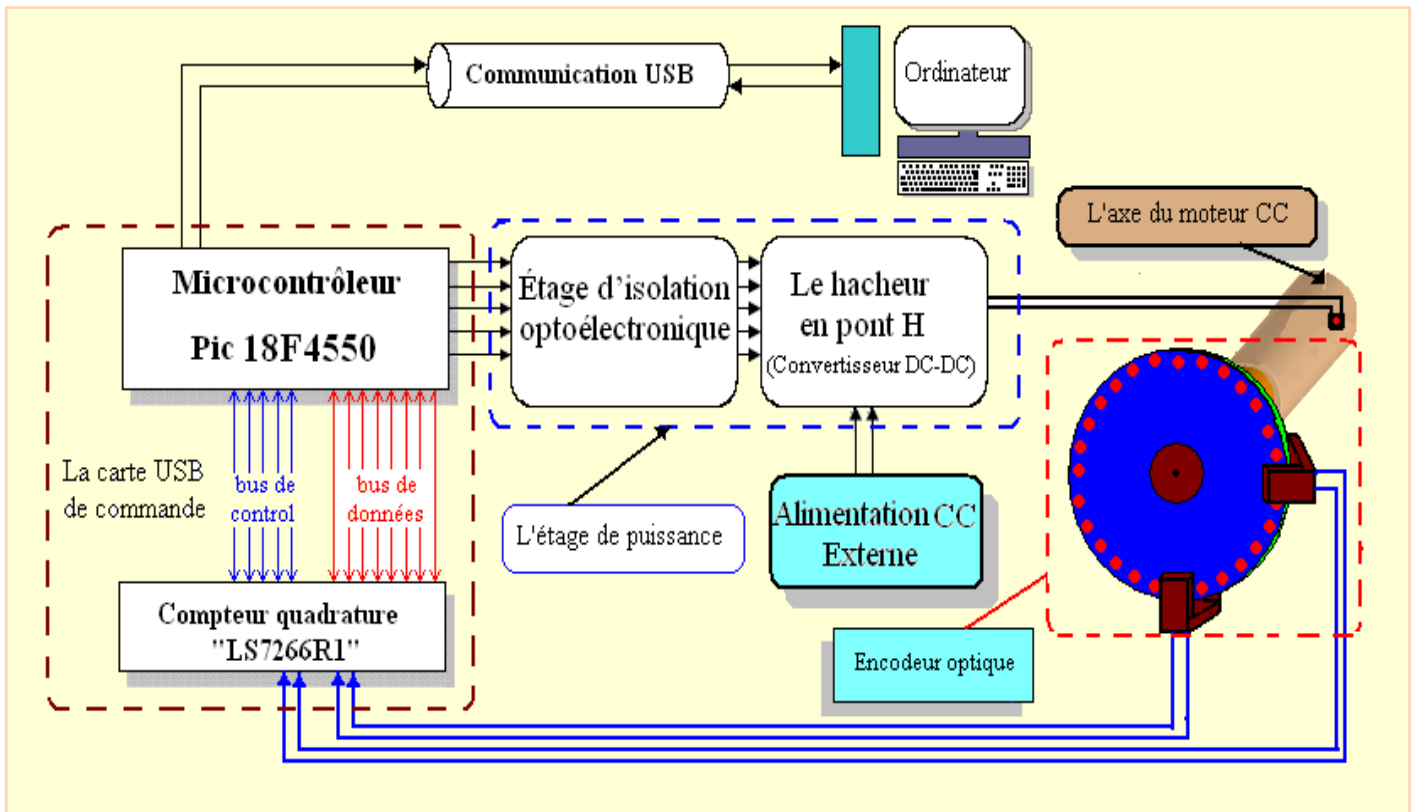 Communication USB
Ordinateur
L'axe du moteur CC
Microcontrôleur
Pic 18F4550
Étage d'isolation
optoélectronique
Le hacheur
en pont H
(Convertisseur DC-DC)
La carte USB
de commande
bus de
control
bus de
données
L'étage de puissance
Alimentation CC
Externe
Compteur quadrature
"LS7266R1"
Encodeur optique